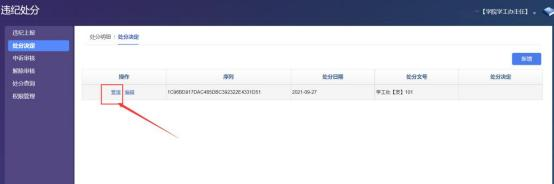 违纪处分
【学院学工办主任】
违纪上报
处分决定
申诉审核
解除审核
处分查询
权限管理
处分明细：处分决定
新增
操作 序列 处分日期 处分文号 处分决定
查阅 编辑 2021-09-27 学工处【类】101